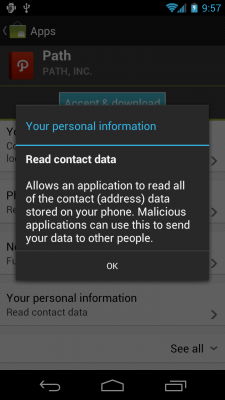 9:57
Apps
Path
PATH, INC.
Accept & download
Your personal information
Read contact data
Allows an application to read all
of the contact (address) data
stored on your phone. Malicious
applications can use this to send
your data to other people.
OK
Your personal information
Read contact data
See all